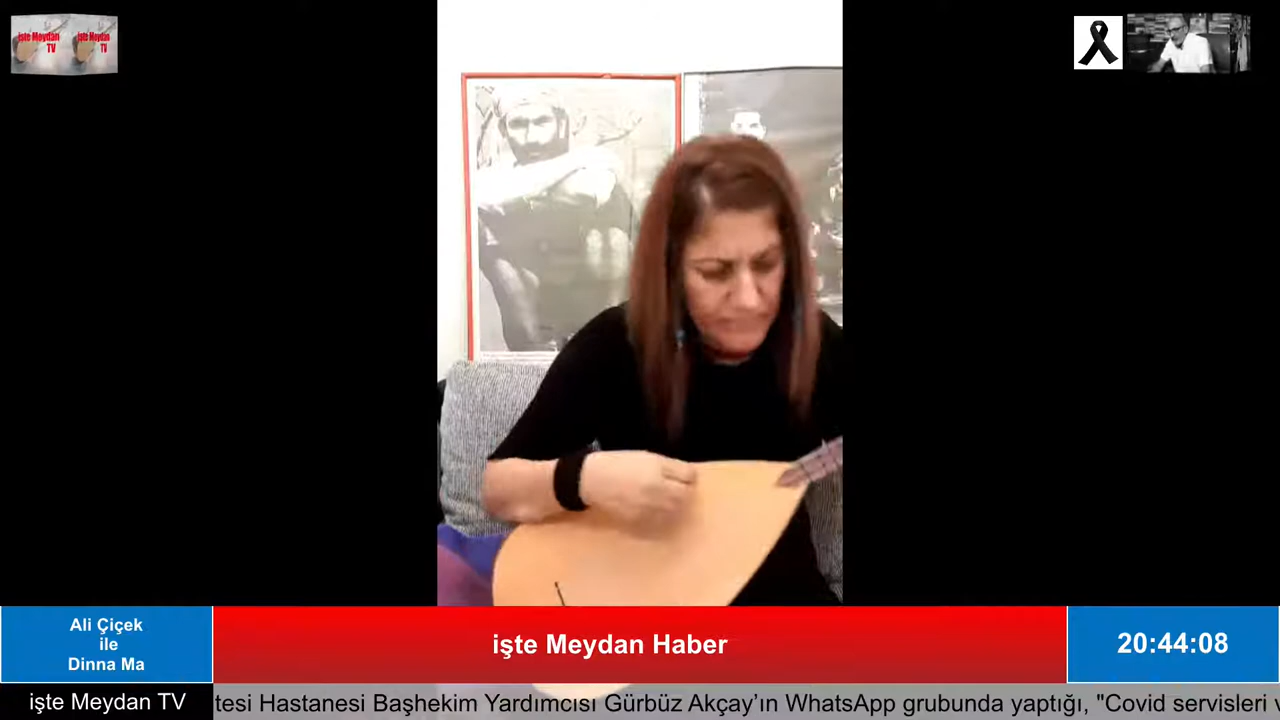 işte Meydan
TV
işte Meydan
TV
Ali Çiçek
ile
Dinna Ma
işte Meydan Haber
20:44:08
işte Meydan TV
tesi Hastanesi Başhekim Yardımcısı Gürbüz Akçay’ın WhatsApp grubunda yaptığı, "Covid servisleri v